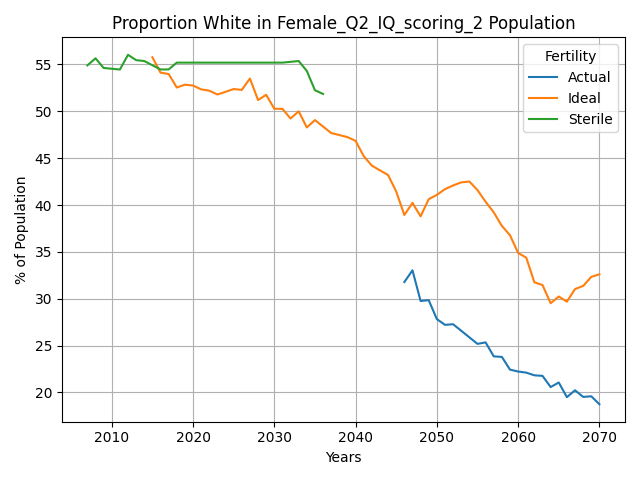 Proportion White in Female_Q2_IQ_scoring_2 Population
% of Population
55
50
45
40
35
30
25
20
Fertility
Actual
Ideal
Sterile
2010
2020
2030
2040
2050
2060
2070
Years